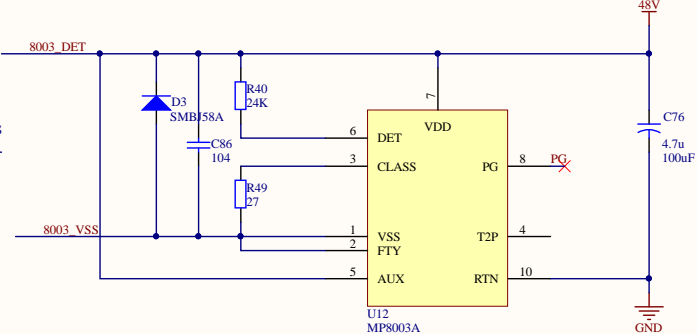 48V
8003_DET
R40
24K
D3
SMBJ58A
C76
4.7u
100uF
C86
104
7
VDD
6
DET
3
CLASS
PG
8
PG
R49
27
8003_VSS
1
VSS
T2P
4
2
FTY
5
AUX
RTN
10
U12
MP8003A
GND